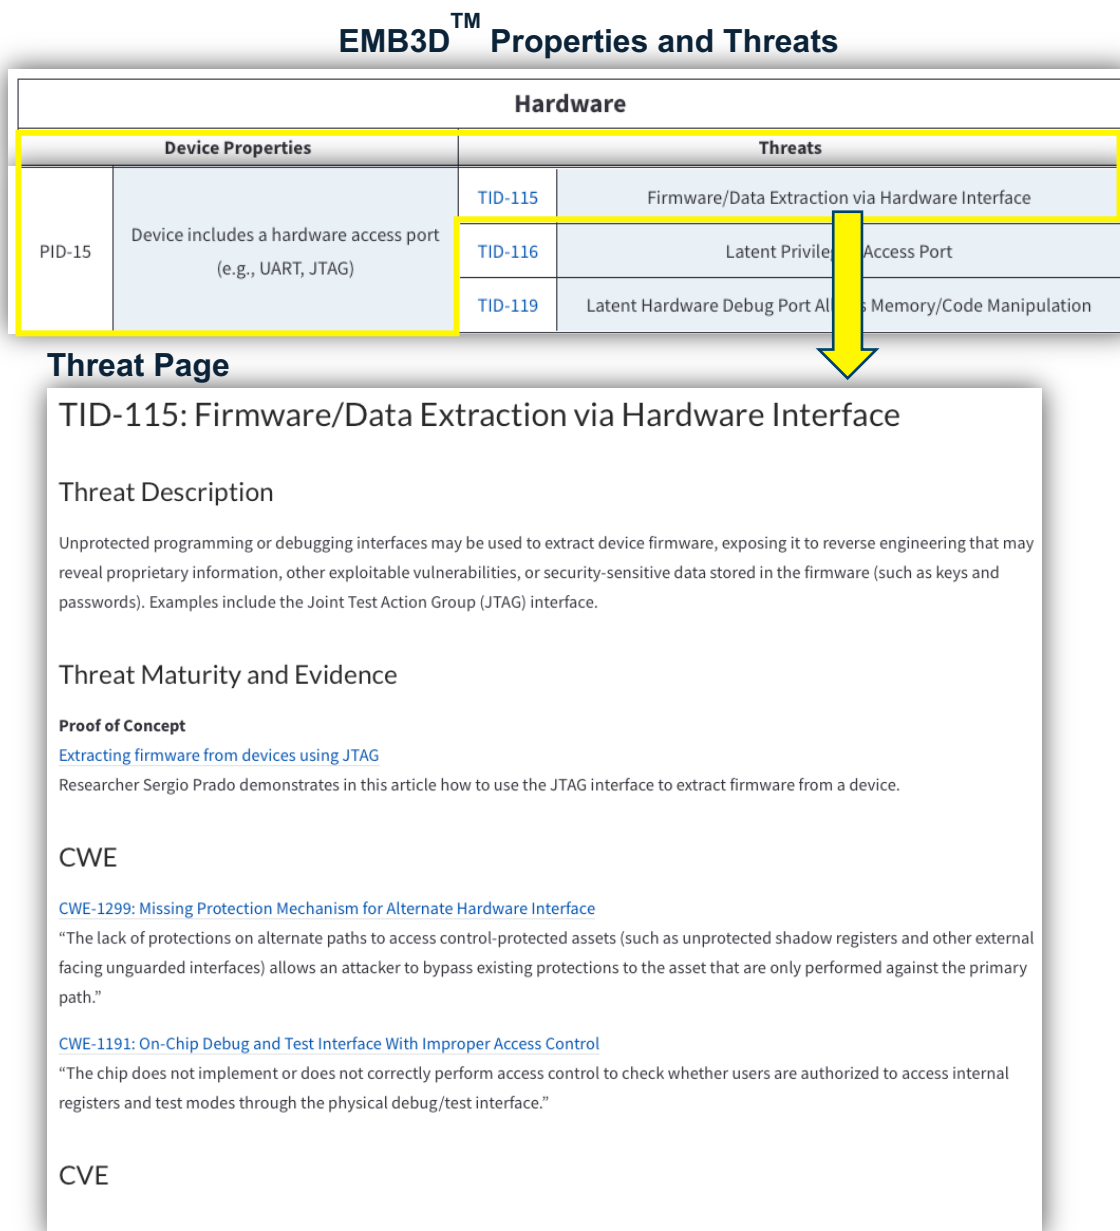 EMB3D™ Properties and Threats
Hardware
Device Properties
Threats
PID-15
Device includes a hardware access port
(e.g., UART, JTAG)
TID-115
Firmware/Data Extraction via Hardware Interface
TID-116
Latent Access Port
TID-119
Latent Hardware Debug Port Memory/Code Manipulation
Threat Page
TID-115: Firmware/Data Extraction via Hardware Interface
Threat Description
Unprotected programming or debugging interfaces may be used to extract device firmware, exposing it to reverse engineering that may
reveal proprietary information, other exploitable vulnerabilities, or security-sensitive data stored in the firmware (such as keys and
passwords). Examples include the Joint Test Action Group (JTAG) interface.
Threat Maturity and Evidence
Proof of Concept
Extracting firmware from devices using JTAG
Researcher Sergio Prado demonstrates in this article how to use the JTAG interface to extract firmware from a device.
CWE
CWE-1299: Missing Protection Mechanism for Alternate Hardware Interface
“The lack of protections on alternate paths to access control-protected assets (such as unprotected shadow registers and other external
facing unguarded interfaces) allows an attacker to bypass existing protections to the asset that are only performed against the primary
path.”
CWE-1191: On-Chip Debug and Test Interface With Improper Access Control
“The chip does not implement or does not correctly perform access control to check whether users are authorized to access internal
registers and test modes through the physical debug/test interface.”
CVE